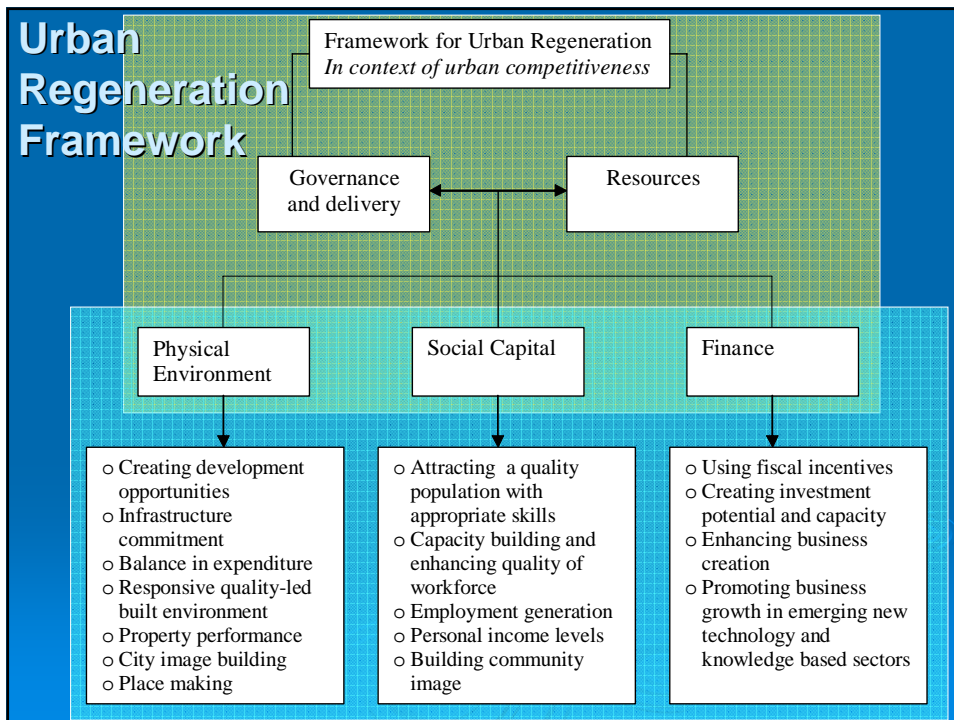 Urban
Regeneration
Framework
Framework for Urban Regeneration
In context of urban competitiveness
Governance
and delivery
Resources
Physical
Environment
Social Capital
Finance
o Creating development
opportunities
o Infrastructure
commitment
o Balance in expenditure
o Responsive quality-led
built environment
o Property performance
o City image building
o Place making
o Attracting a quality
population with
appropriate skills
o Capacity building and
enhancing quality of
workforce
o Employment generation
o Personal income levels
o Building community
image
o Using fiscal incentives
o Creating investment
potential and capacity
o Enhancing business
creation
o Promoting business
growth in emerging new
technology and
knowledge based sectors